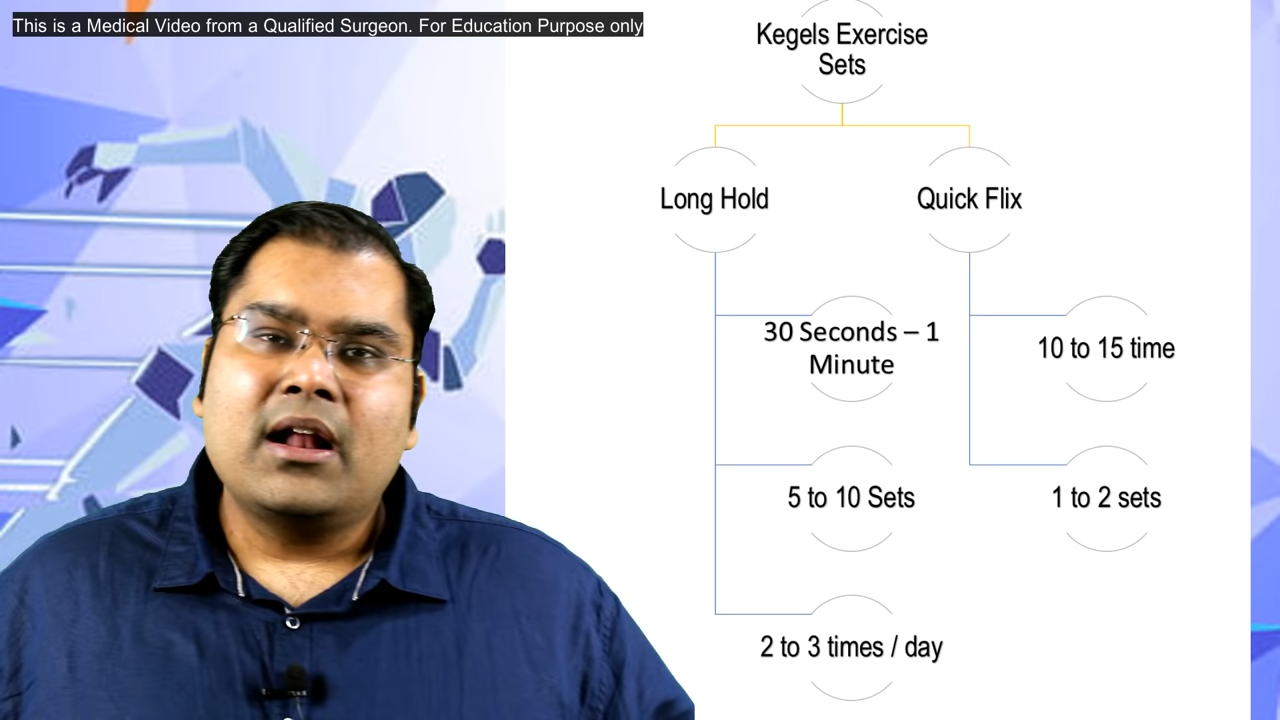 This is a Medical Video from a Qualified Surgeon. For Education Purpose only
Kegels Exercise
Sets
Long Hold
Quick Flix
30 Seconds – 1
Minute
10 to 15 time
5 to 10 Sets
1 to 2 sets
2 to 3 times / day